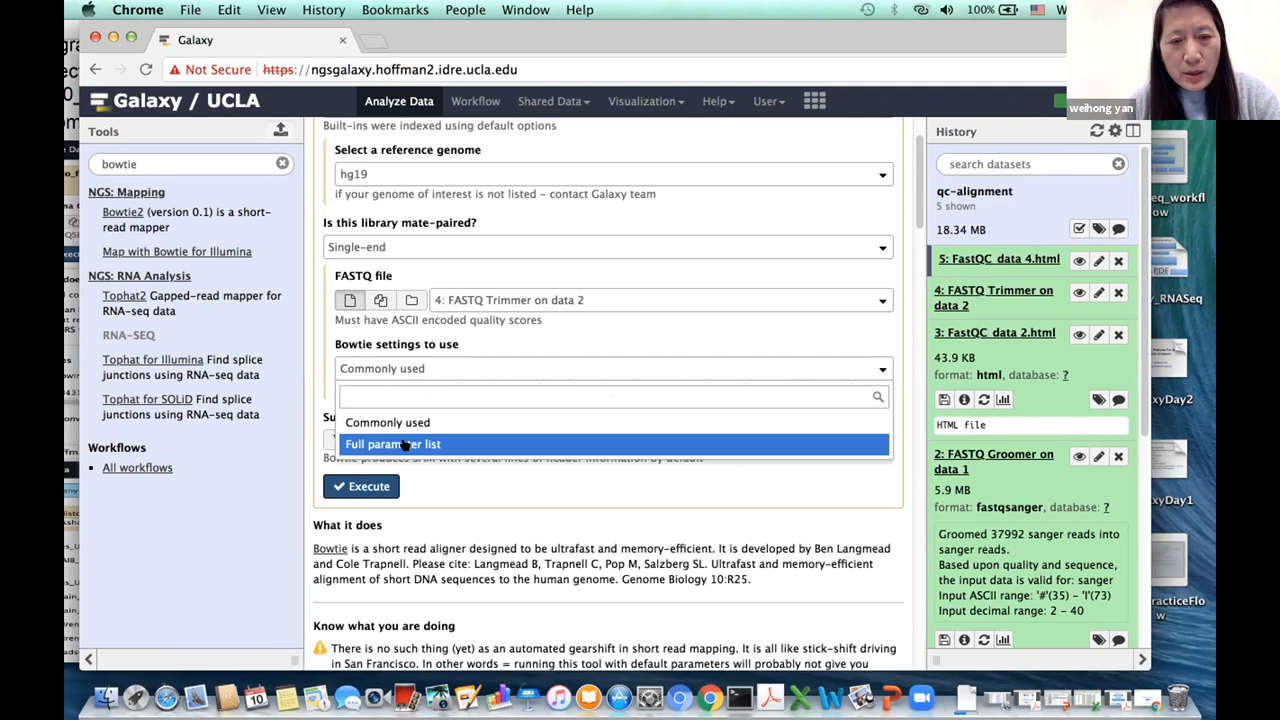 Chrome File Edit View History Bookmarks People Window Help 100%
weihong yan
Galaxy
Not Secure https://ngsgalaxy.hoffman2.idre.ucla.edu
Galaxy / UCLA Analyze Data Workflow Shared Data Visualization Help User
Tools
bowtie
NGS: Mapping
Bowtie2 (version 0.1) is a short-
read mapper
Map with Bowtie for Illumina
NGS: RNA Analysis
Tophat2 Gapped-read mapper for
RNA-seq data
RNA-SEQ
Tophat for Illumina Find splice
junctions using RNA-seq data
Tophat for SOLiD Find splice
junctions using RNA-seq data
Workflows
All workflows
Built-ins were indexed using default options
Select a reference genome
hg19
if your genome of interest is not listed - contact Galaxy team
Is this library mate-paired?
Single-end
FASTQ file
4: FASTQ Trimmer on data 2
Must have ASCII encoded quality scores
Bowtie settings to use
Commonly used
Commonly used
Full parameter list
Execute
What it does
Bowtie is a short read aligner designed to be ultrafast and memory-efficient. It is developed by Ben Langmead
and Cole Trapnell. Please cite: Langmead B, Trapnell C, Pop M, Salzberg SL. Ultrafast and memory-efficient
alignment of short DNA sequences to the human genome. Genome Biology 10:R25.
Know what you are doing
There is no such thing (yet) as an automated gearshift in short read mapping. It is all like stick-shift driving
in San Francisco. In other words = running this tool with default parameters will probably not give you
History
search datasets
qc-alignment
5 shown
18.34 MB
5: FastQC_data 4.html
4: FASTQ Trimmer on
data 2
3: FastQC_data 2.html
43.9 KB
format: html, database: ?
HTML file
2: FASTQ Groomer on
data 1
5.9 MB
format: fastqsanger, database: ?
Groomed 37992 sanger reads into
sanger reads.
Based upon quality and sequence,
the input data is valid for: sanger
Input ASCII range: '#'(35) - 'I'(73)
Input decimal range: 2 - 40